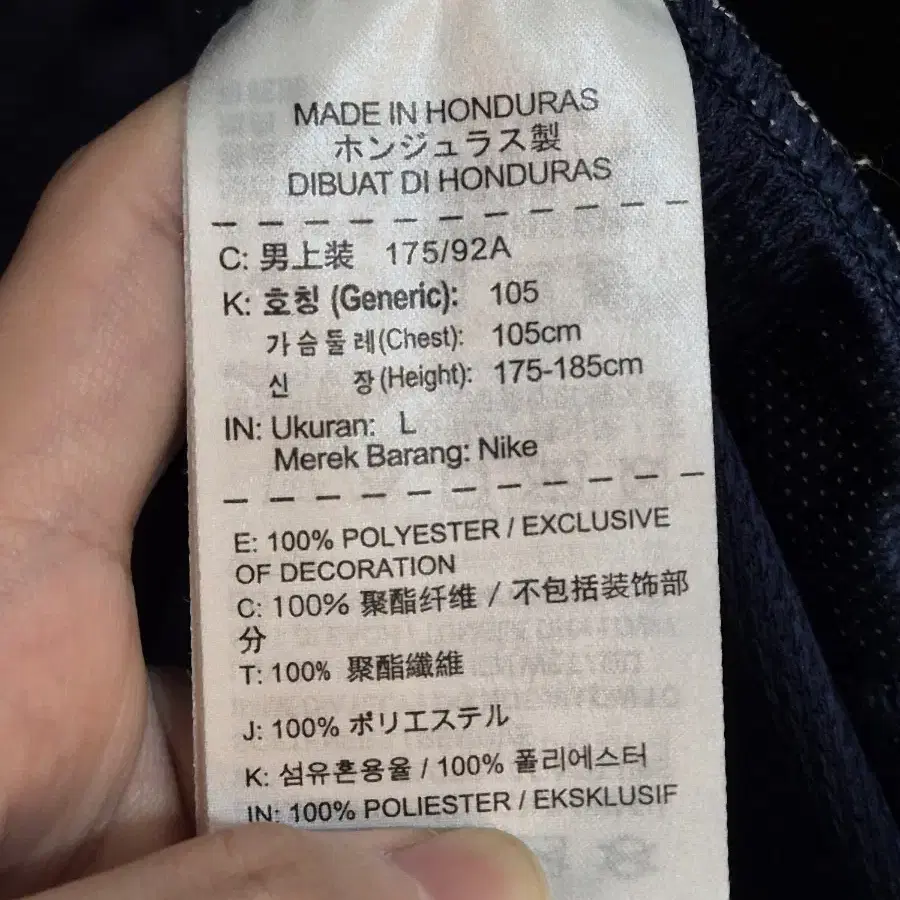 MADE IN HONDURAS
ホンジュラス製
DIBUAT DI HONDURAS
C: 男上装 175/92A
K: 호칭 (Generic): 105
가슴둘레(Chest): 105cm
신 장(Height): 175-185cm
IN: Ukuran: L
Merek Barang: Nike
E: 100% POLYESTER / EXCLUSIVE
OF DECORATION
C: 100% 聚酯纤维 / 不包括装饰部
分
T: 100% 聚酯纖維
J: 100% ポリエステル
K: 섬유혼용율 / 100% 폴리에스터
IN: 100% POLIESTER / EKSKLUSIF